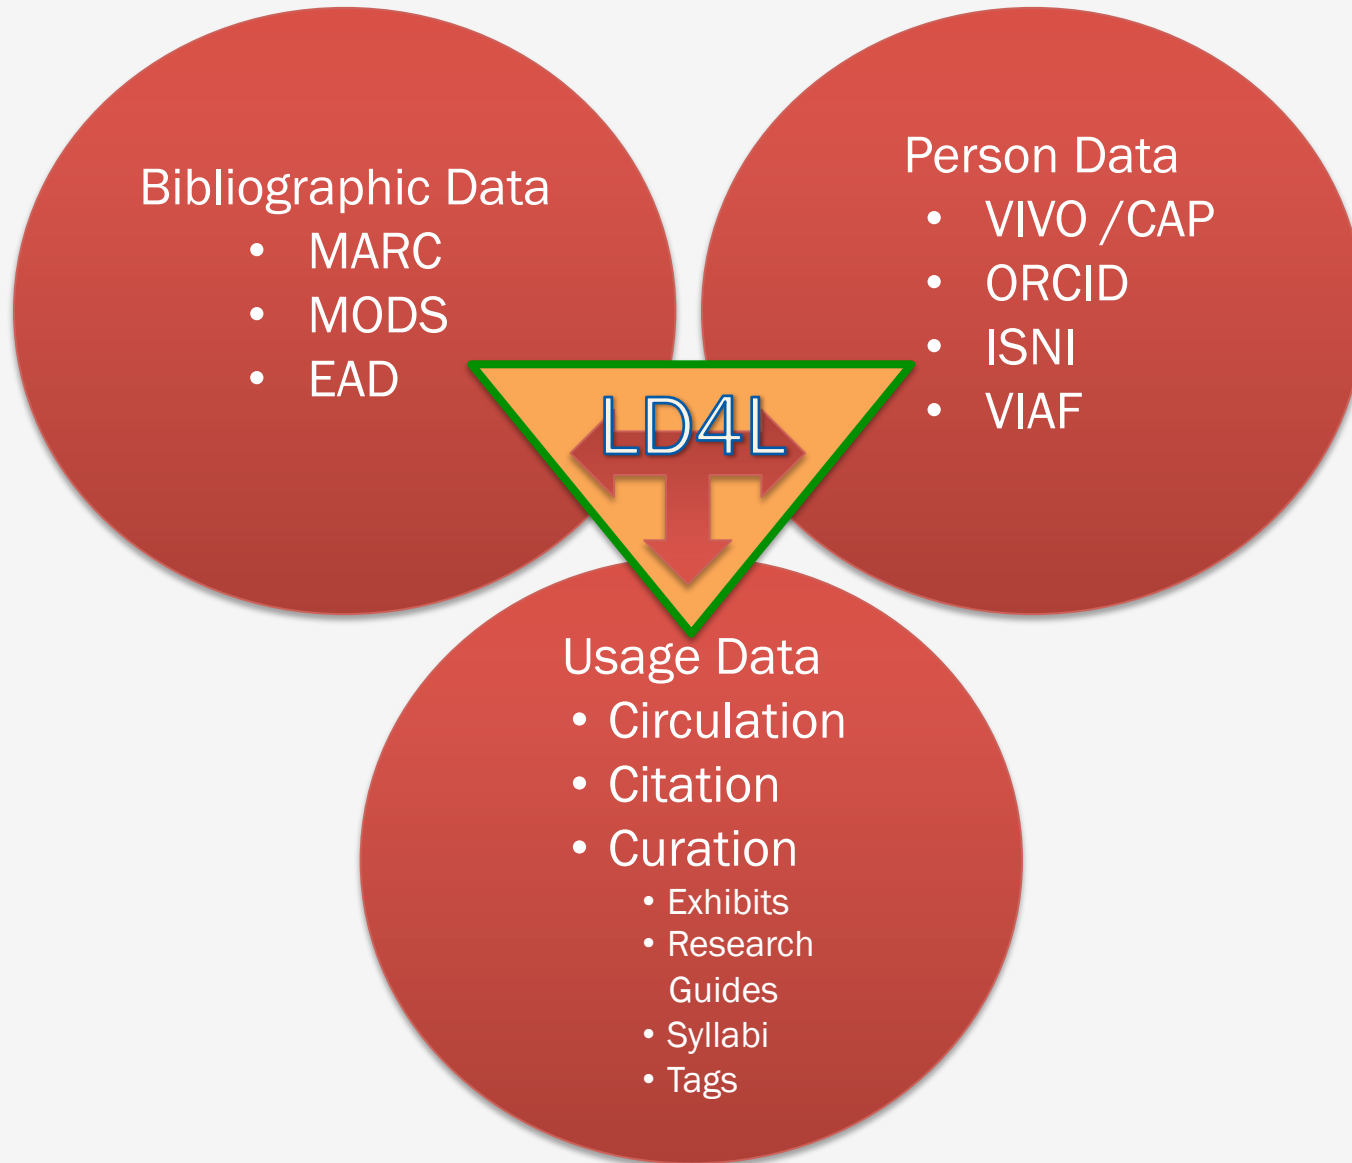 Bibliographic Data
• MARC
• MODS
• EAD
Person Data
• VIVO /CAP
• ORCID
• ISNI
• VIAF
LD4L
Usage Data
• Circulation
• Citation
• Curation
• Exhibits
• Research
Guides
• Syllabi
• Tags